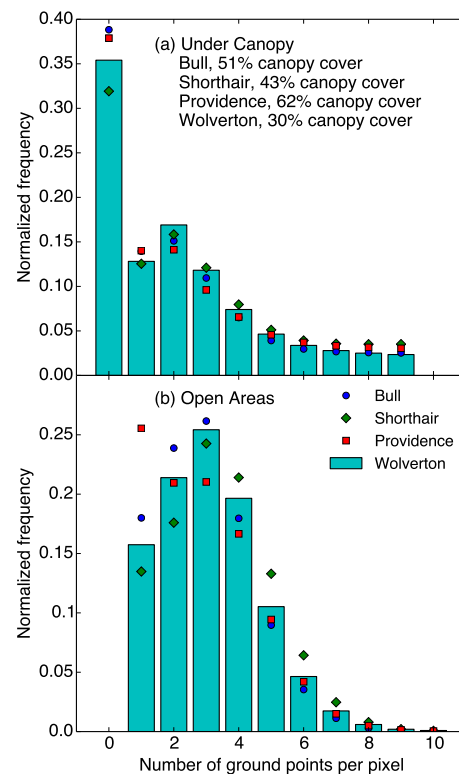 (a) Under Canopy
Bull, 51% canopy cover
Shorthair, 43% canopy cover
Providence, 62% canopy cover
Wolverton, 30% canopy cover
Normalized frequency
0.40
0.35
0.30
0.25
0.20
0.15
0.10
0.05
0.00
(b) Open Areas
Bull
Shorthair
Providence
Wolverton
Normalized frequency
0.25
0.2
0.15
0.1
0.05
0.0
0 2 4 6 8 10
Number of ground points per pixel